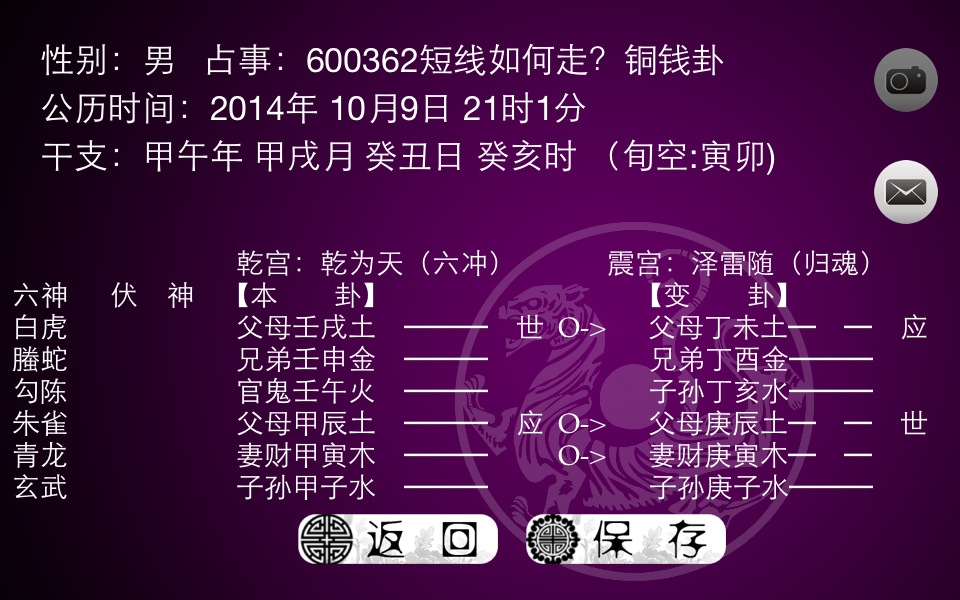 性别：男 占事：600362短线如何走？铜钱卦
公历时间：2014年 10月9日 21时1分
干支：甲午年 甲戌月 癸丑日 癸亥时 （旬空:寅卯)
乾宫：乾为天（六冲） 震宫：泽雷随（归魂）
六神 伏 神 【本 卦】 【变 卦】
白虎 父母壬戌土 世 O-> 父母丁未土 应
螣蛇 兄弟壬申金 兄弟丁酉金
勾陈 官鬼壬午火 子孙丁亥水
朱雀 父母甲辰土 应 O-> 父母庚辰土 世
青龙 妻财甲寅木 O-> 妻财庚寅木
玄武 子孙甲子水 子孙庚子水
返 回 保 存